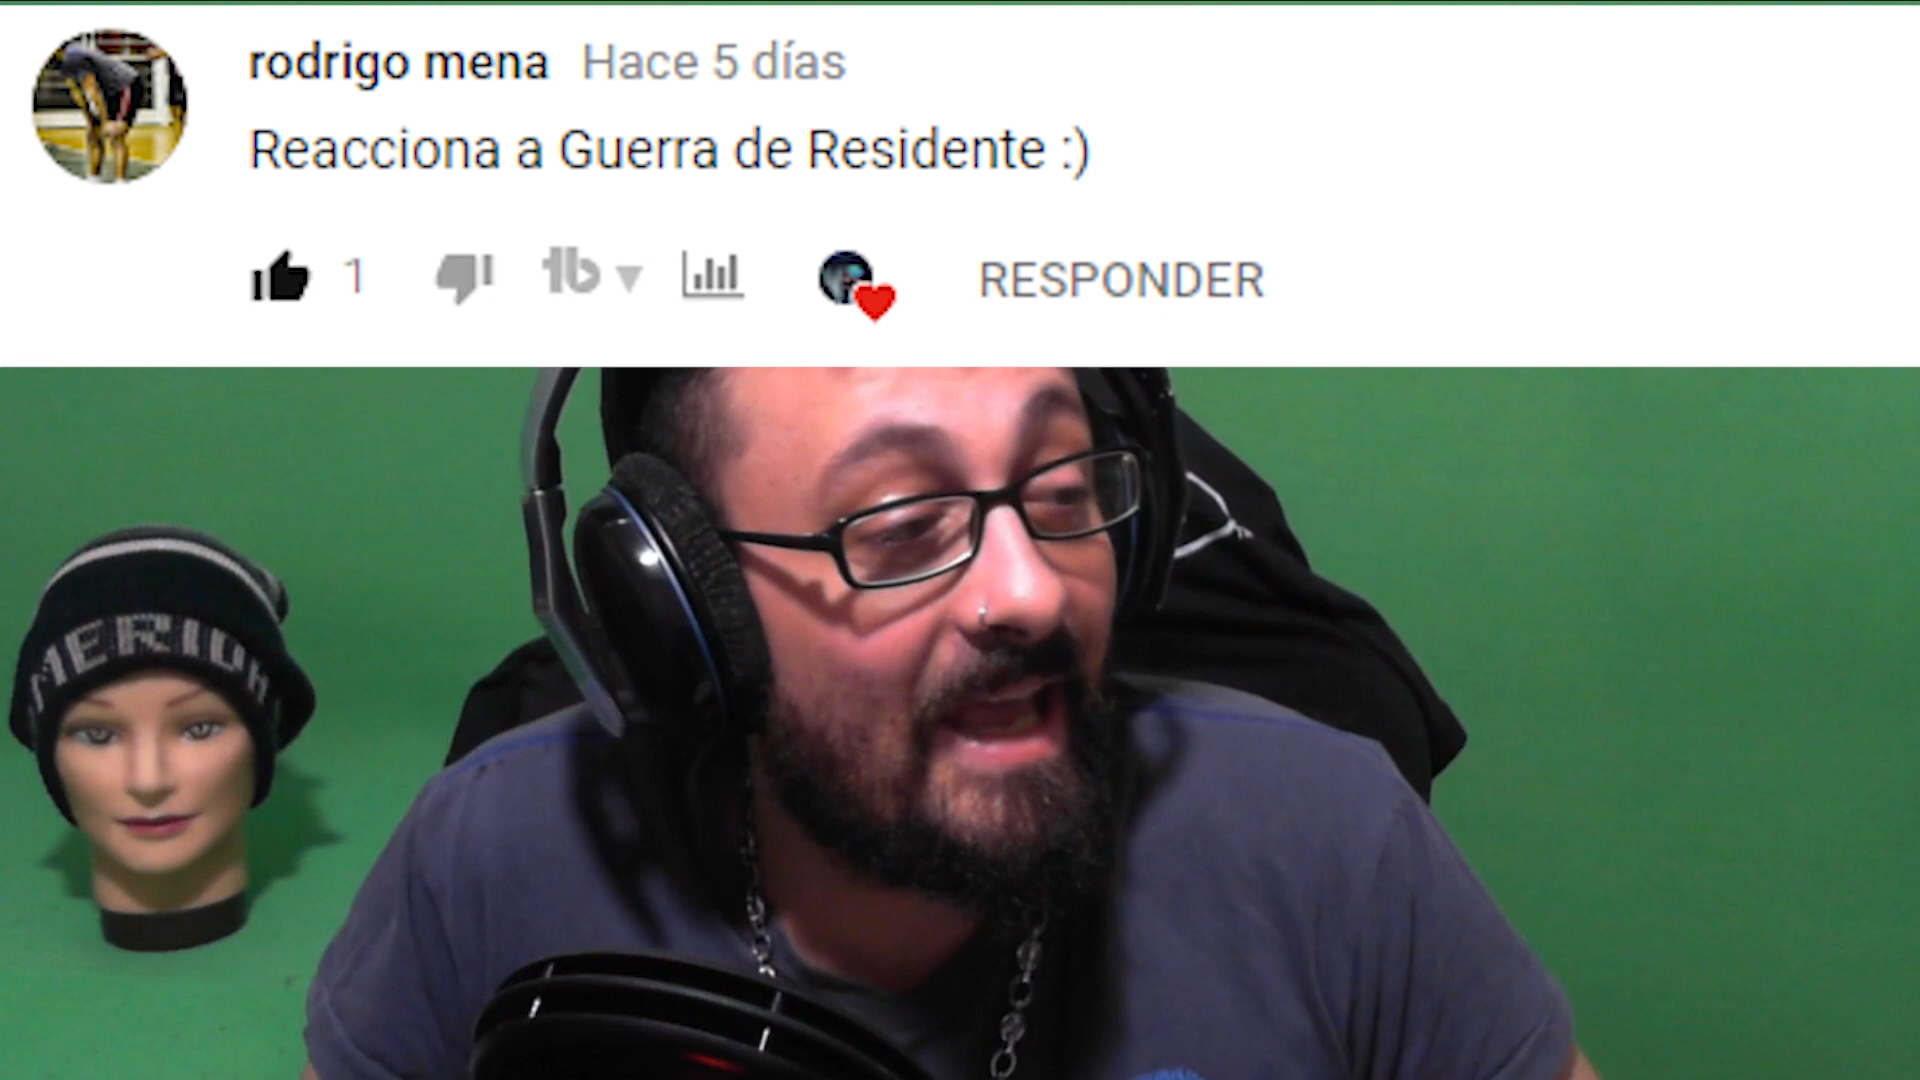 rodrigo mena Hace 5 días
Reacciona a Guerra de Residente :)
1 RESPONDER